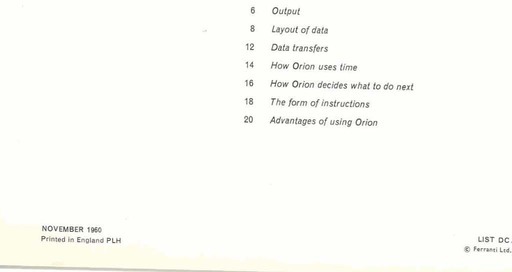 6 Output
8 Layout of data
12 Data transfers
14 How Orion uses time
16 How Orion decides what to do next
18 The form of instructions
20 Advantages of using Orion
NOVEMBER 1960
Printed in England PLH
LIST DC
© Ferranti Ltd.